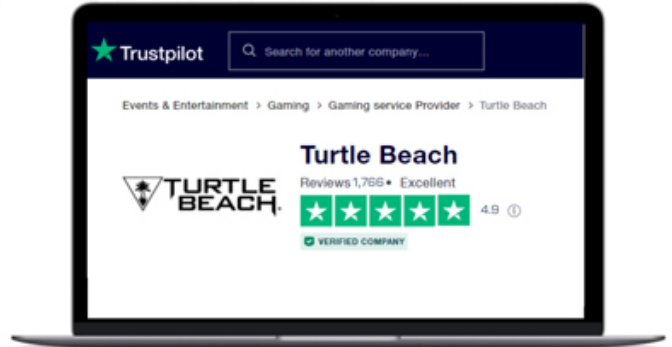 Trustpilot
Search for another company...
Events & Entertainment > Gaming > Gaming service Provider > Turtle Beach
Turtle Beach
Reviews 1,766 • Excellent
TURTLE
BEACH.
4.9
VERIFIED COMPANY